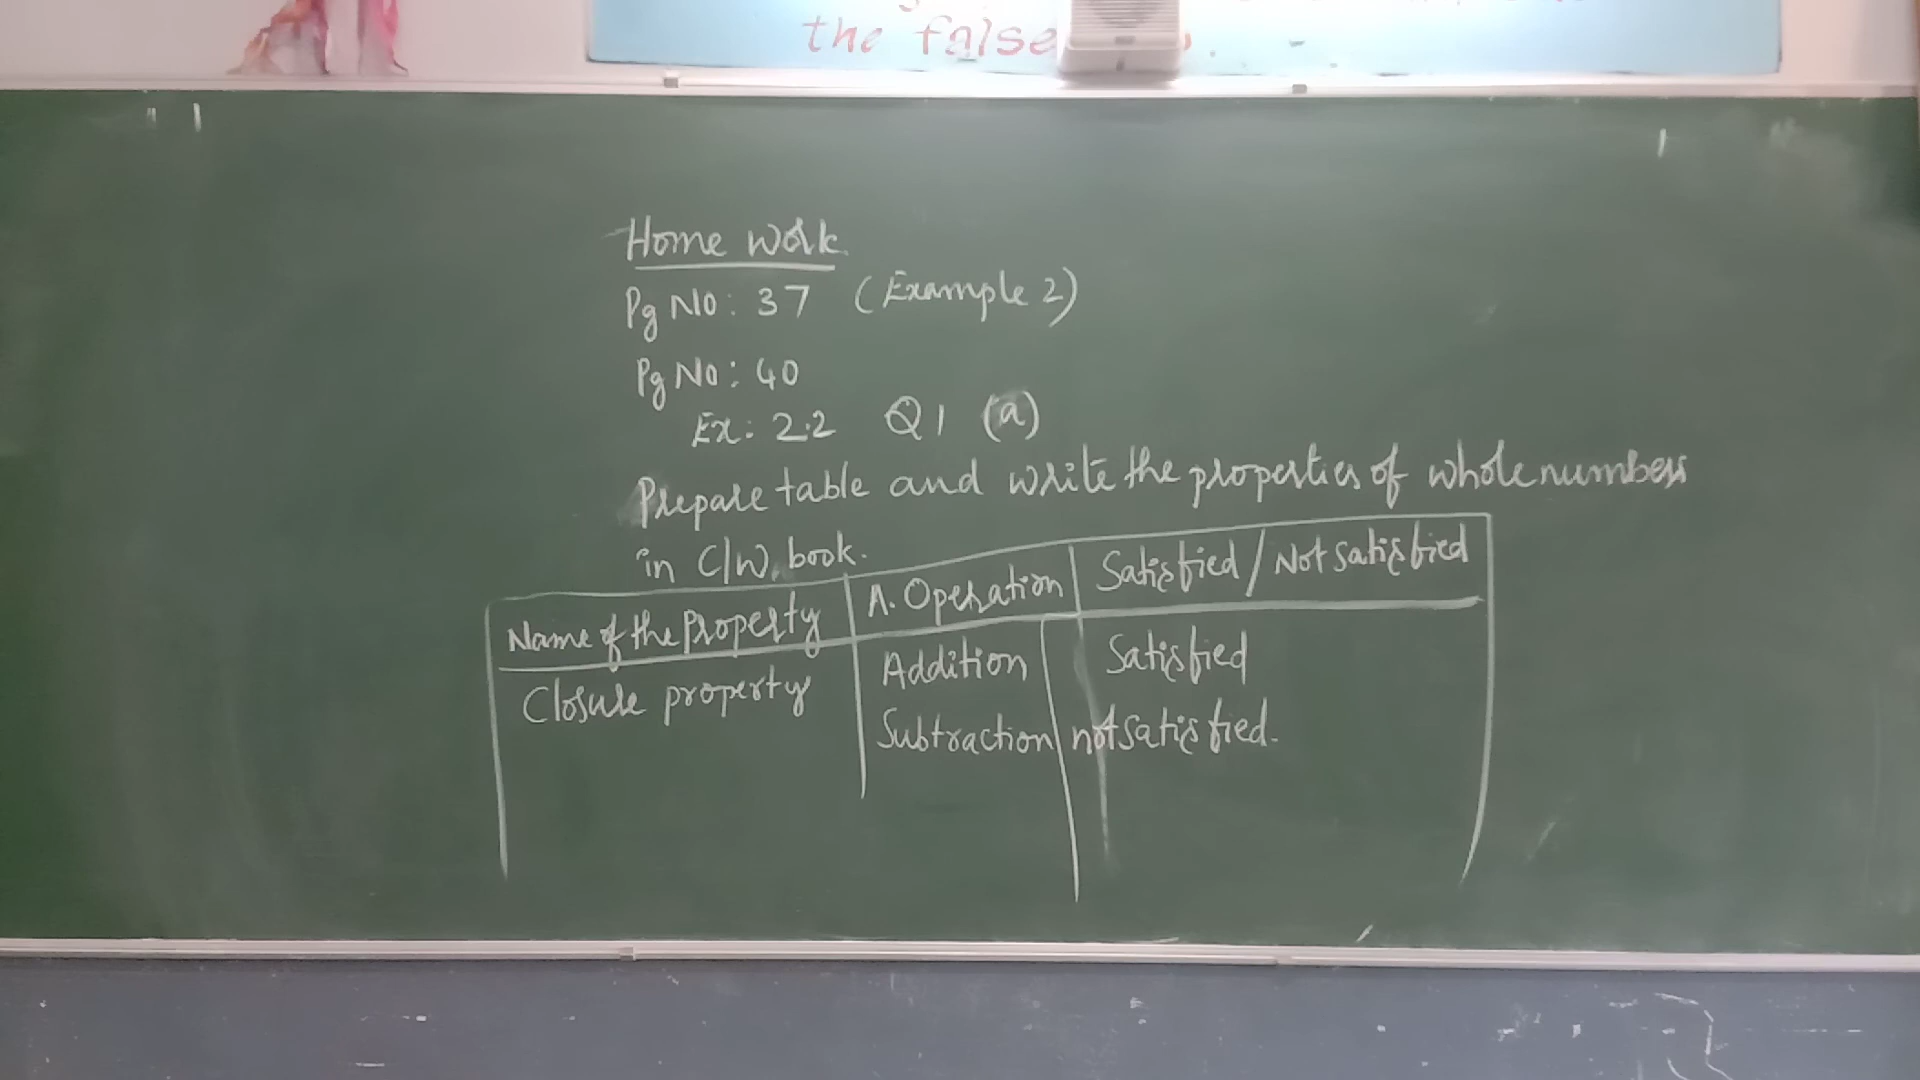 the false
Home work
Pg No: 37 (Example 2)
Pg No: 40
Ex: 2.2 Q1 (a)
Prepare table and write the properties of whole numbers
in C/W book.
Name of the Property | A. Operation | Satisfied / Not satisfied
Closure property | Addition | Satisfied
Subtraction | not satisfied.